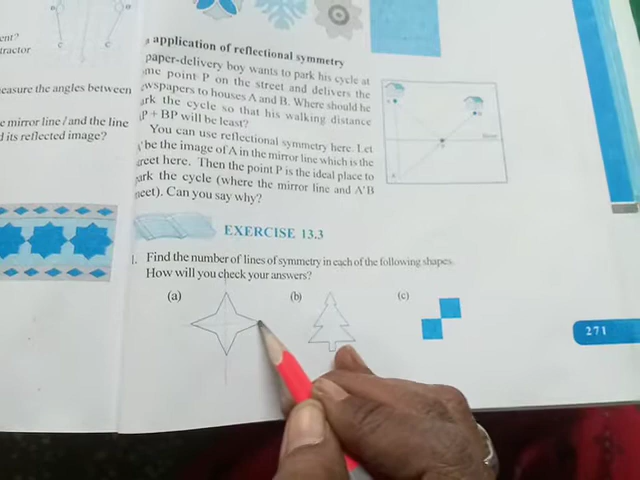 ent?
tractor
easure the angles between
e mirror line l and the line
d its reflected image?
application of reflectional symmetry
paper-delivery boy wants to park his cycle at
me point P on the street and delivers the
ewspapers to houses A and B. Where should he
ark the cycle so that his walking distance
P + BP will be least?
You can use reflectional symmetry here. Let
be the image of A in the mirror line which is the
treet here. Then the point P is the ideal place to
ark the cycle (where the mirror line and A'B
meet). Can you say why?
EXERCISE 13.3
1. Find the number of lines of symmetry in each of the following shapes.
How will you check your answers?
(a) (b) (c)
271